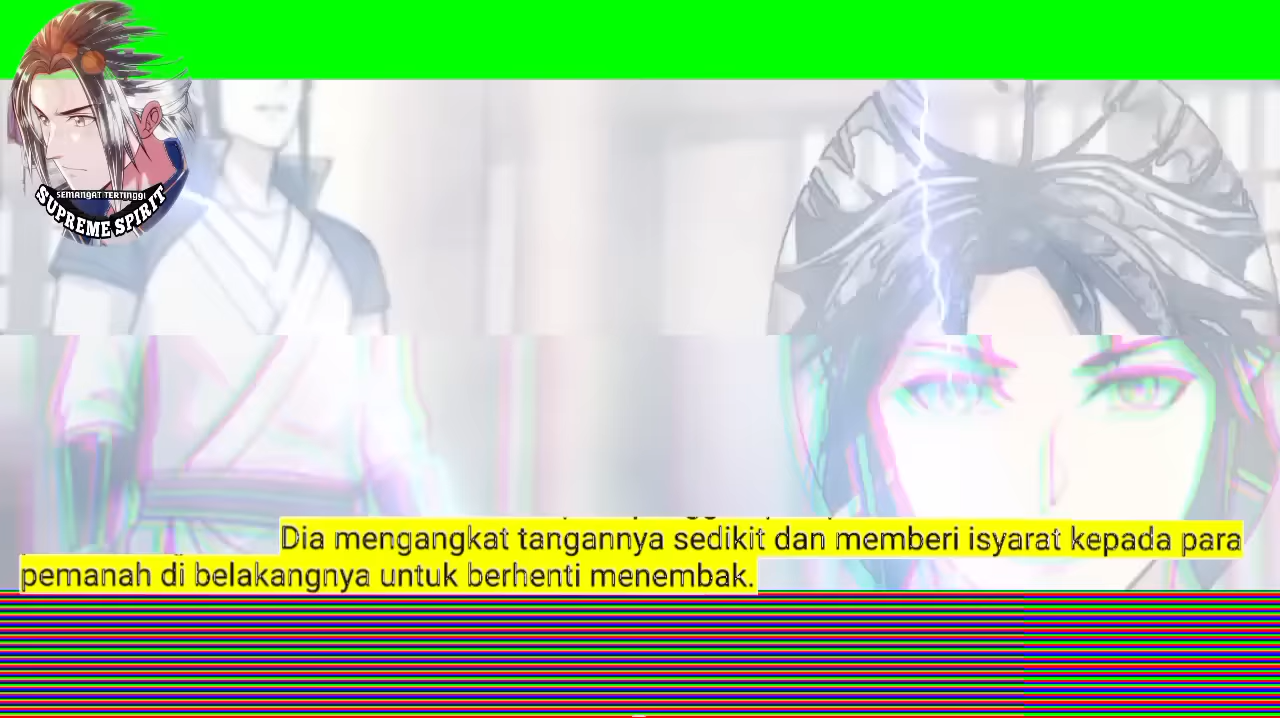 SEMANGAT TERTINGGI
SUPREME SPIRIT
Dia mengangkat tangannya sedikit dan memberi isyarat kepada para
pemanah di belakangnya untuk berhenti menembak.